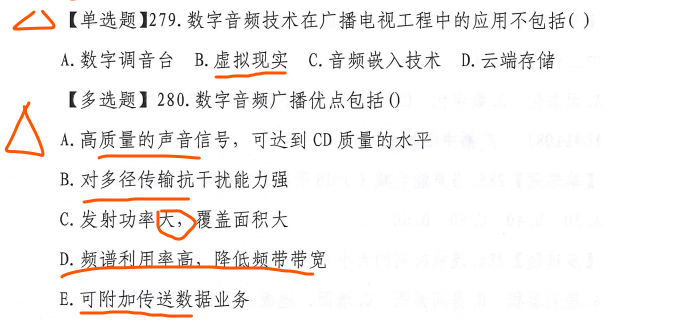 【单选题】279.数字音频技术在广播电视工程中的应用不包括( )
A.数字调音台 B.虚拟现实 C.音频嵌入技术 D.云端存储
【多选题】280.数字音频广播优点包括()
A.高质量的声音信号，可达到 CD 质量的水平
B.对多径传输抗干扰能力强
C.发射功率大，覆盖面积大
D.频谱利用率高，降低频带带宽
E.可附加传送数据业务